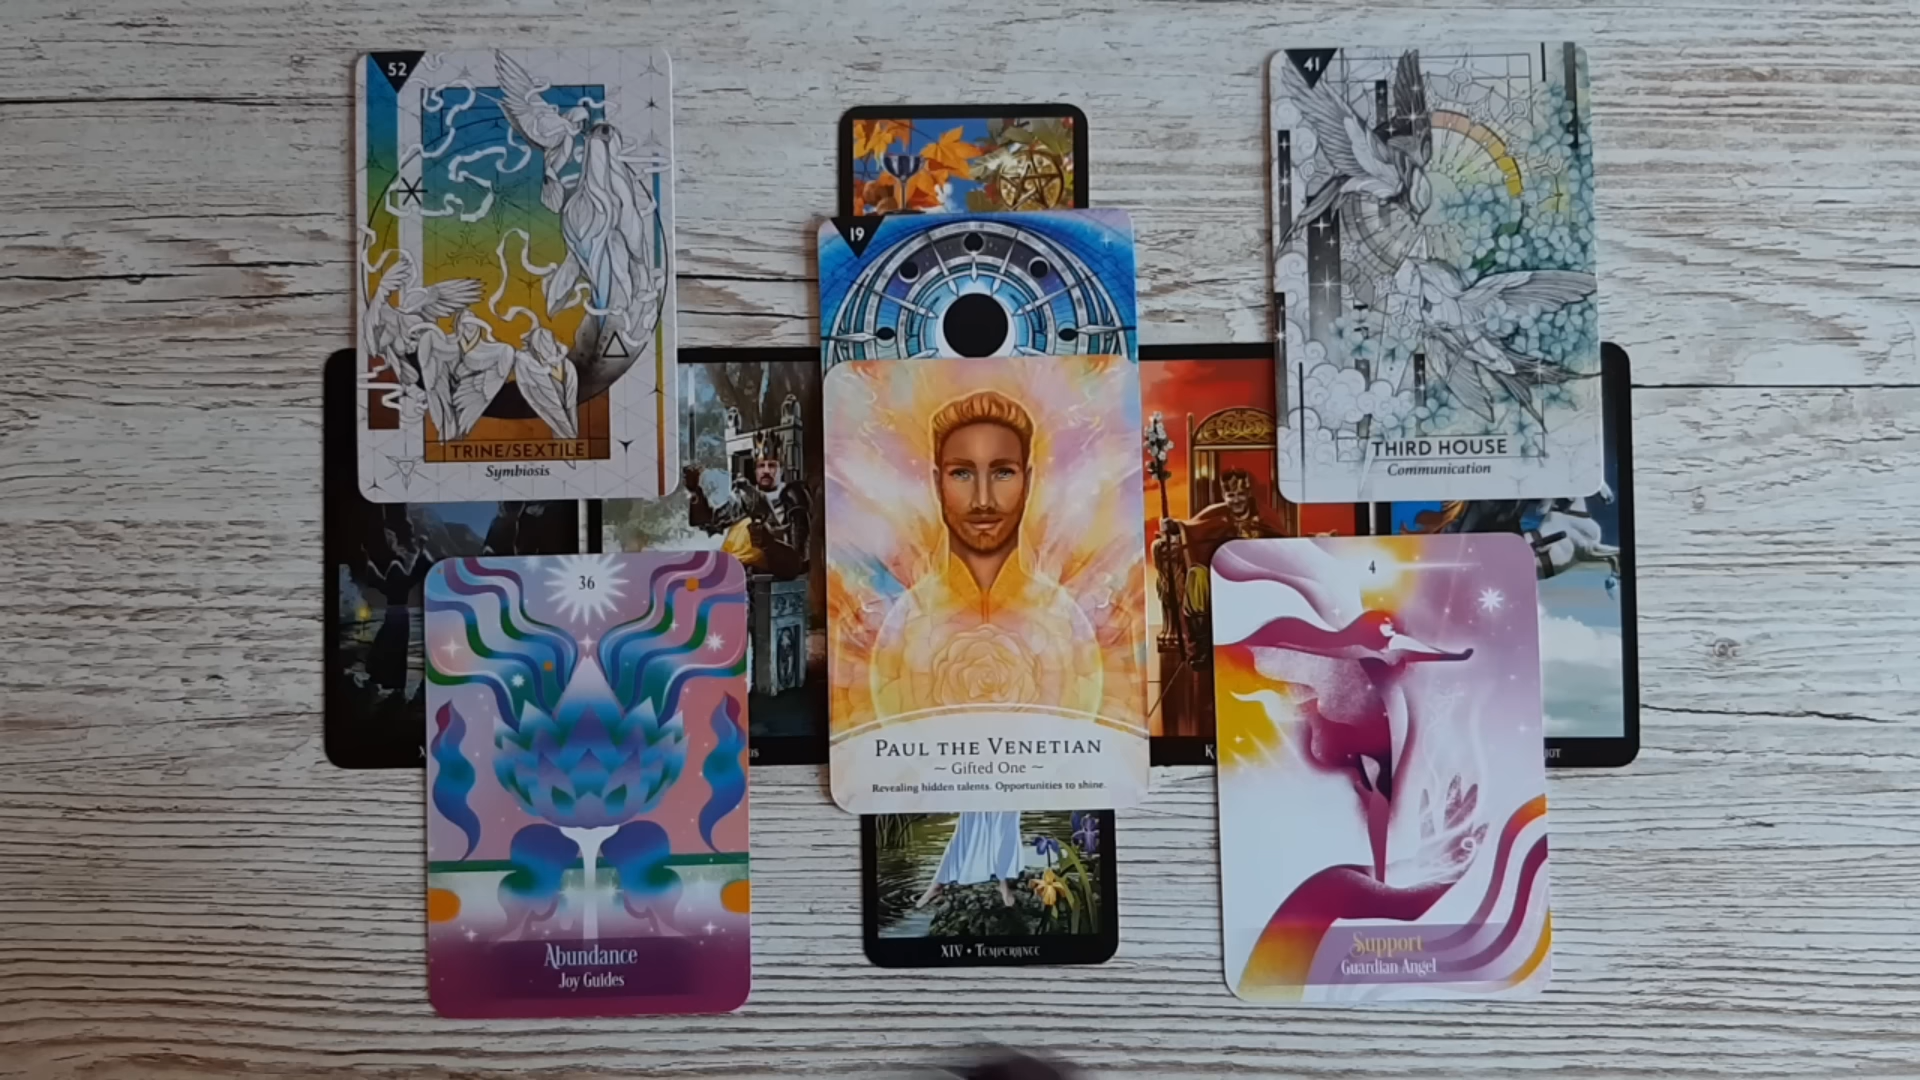 52
TRINE/SEXTILE
Symbiosis
19
41
THIRD HOUSE
Communication
36
Abundance
Joy Guides
PAUL THE VENETIAN
~ Gifted One ~
Revealing hidden talents. Opportunities to shine.
4
Support
Guardian Angel
XIV • TEMPERANCE